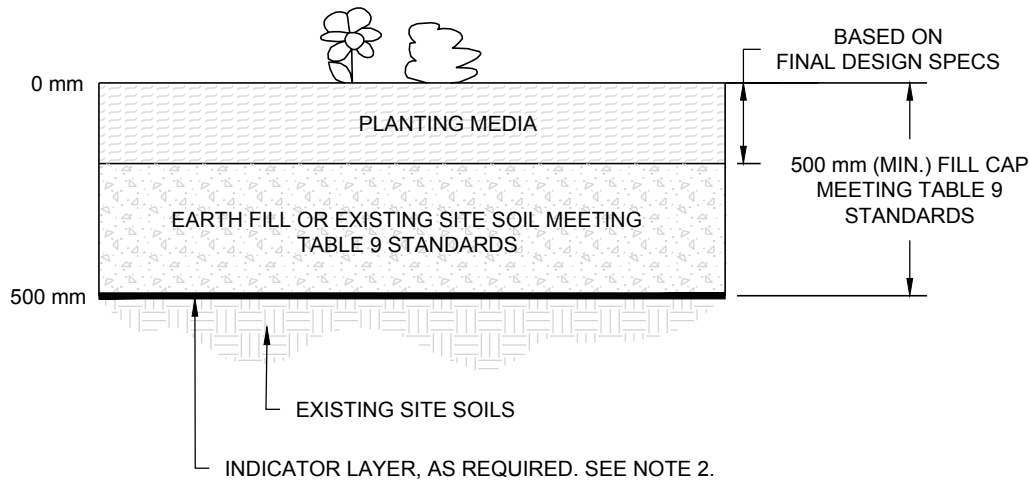 BASED ON
FINAL DESIGN SPECS
0 mm
PLANTING MEDIA
500 mm (MIN.) FILL CAP
MEETING TABLE 9
STANDARDS
EARTH FILL OR EXISTING SITE SOIL MEETING
TABLE 9 STANDARDS
500 mm
EXISTING SITE SOILS
INDICATOR LAYER, AS REQUIRED. SEE NOTE 2.